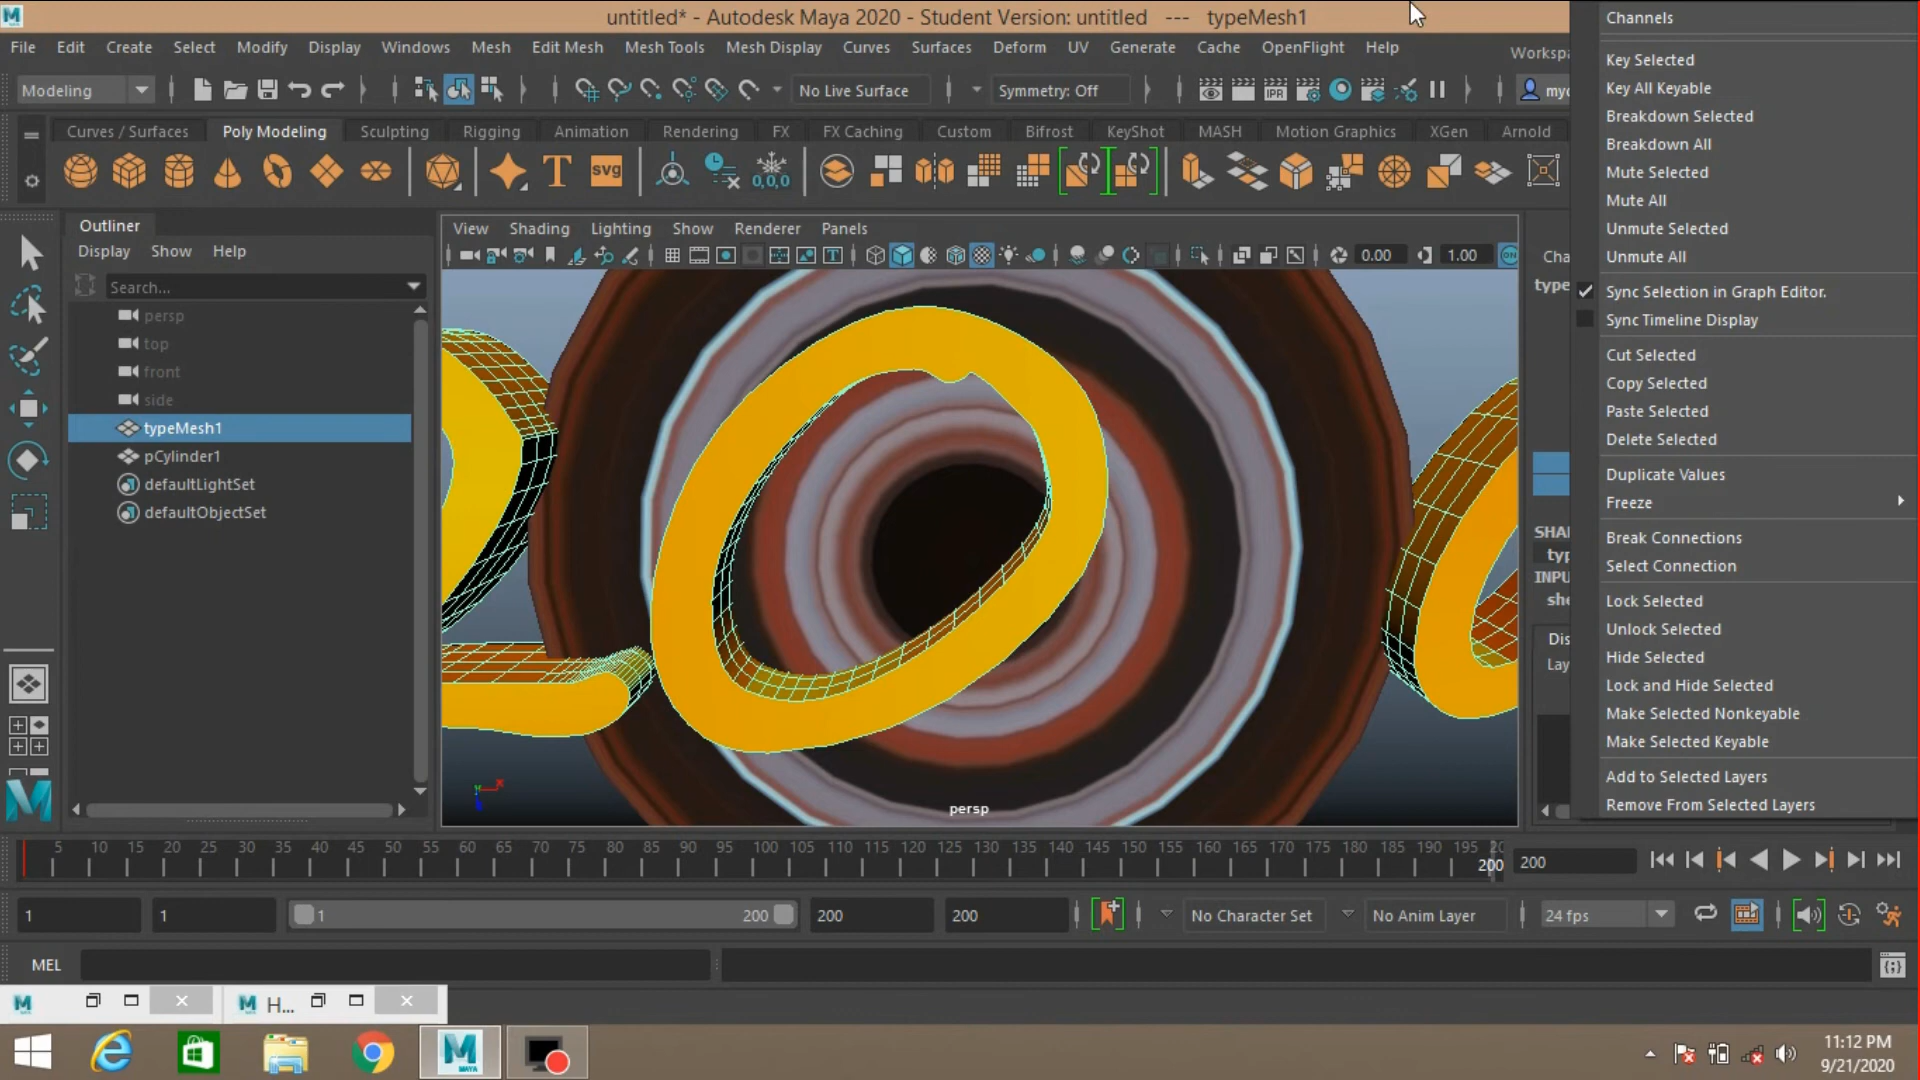 untitled* - Autodesk Maya 2020 - Student Version: untitled --- typeMesh1
File Edit Create Select Modify Display Windows Mesh Edit Mesh Mesh Tools Mesh Display Curves Surfaces Deform UV Generate Cache OpenFlight Help
Modeling No Live Surface Symmetry: Off
Curves / Surfaces Poly Modeling Sculpting Rigging Animation Rendering FX FX Caching Custom Bifrost KeyShot MASH Motion Graphics XGen Arnold
SVG 0,0,0
Outliner
Display Show Help
Search...
persp
top
front
side
typeMesh1
pCylinder1
defaultLightSet
defaultObjectSet
View Shading Lighting Show Renderer Panels
0.00 1.00
persp
Channels
Key Selected
Key All Keyable
Breakdown Selected
Breakdown All
Mute Selected
Mute All
Unmute Selected
Unmute All
Sync Selection in Graph Editor.
Sync Timeline Display
Cut Selected
Copy Selected
Paste Selected
Delete Selected
Duplicate Values
Freeze
Break Connections
Select Connection
Lock Selected
Unlock Selected
Hide Selected
Lock and Hide Selected
Make Selected Nonkeyable
Make Selected Keyable
Add to Selected Layers
Remove From Selected Layers
5 10 15 20 25 30 35 40 45 50 55 60 65 70 75 80 85 90 95 100 105 110 115 120 125 130 135 140 145 150 155 160 165 170 175 180 185 190 195
200 200
1 1 1 200 200 200 No Character Set No Anim Layer 24 fps
MEL
H...
MAYA
11:12 PM
9/21/2020